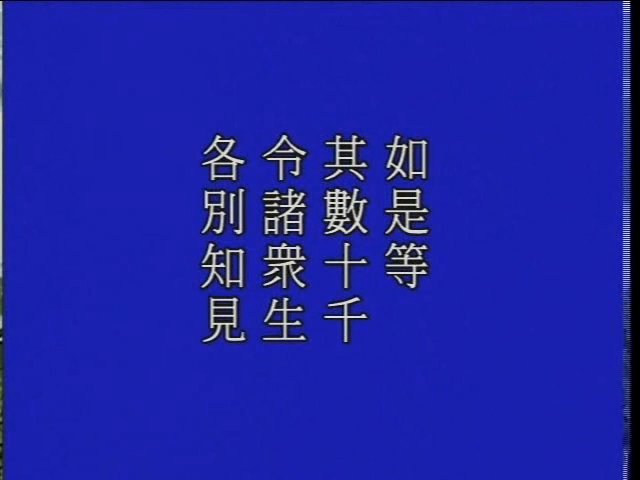 如是等
其數十千
令諸衆生
各別知見